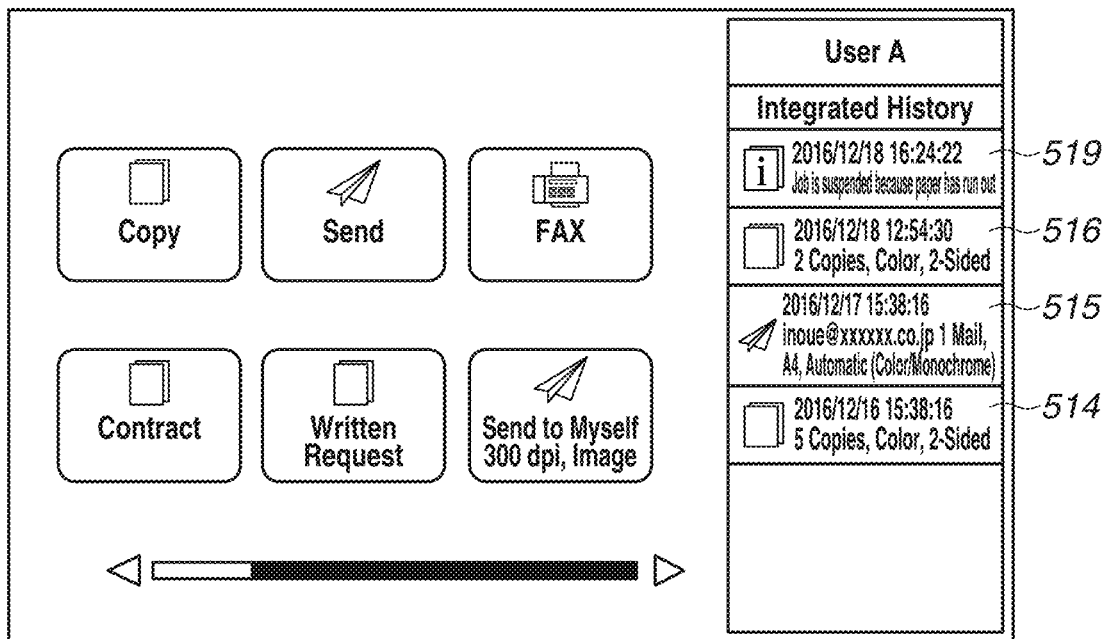 User A
Integrated History
2016/12/18 16:24:22
Job is suspended because paper has run out
519
2016/12/18 12:54:30
2 Copies, Color, 2-Sided
516
2016/12/17 15:38:16
inoue@xxxxxx.co.jp 1 Mail,
A4, Automatic (Color/Monochrome)
515
2016/12/16 15:38:16
5 Copies, Color, 2-Sided
514
Copy
Send
FAX
Contract
Written
Request
Send to Myself
300 dpi, Image
i